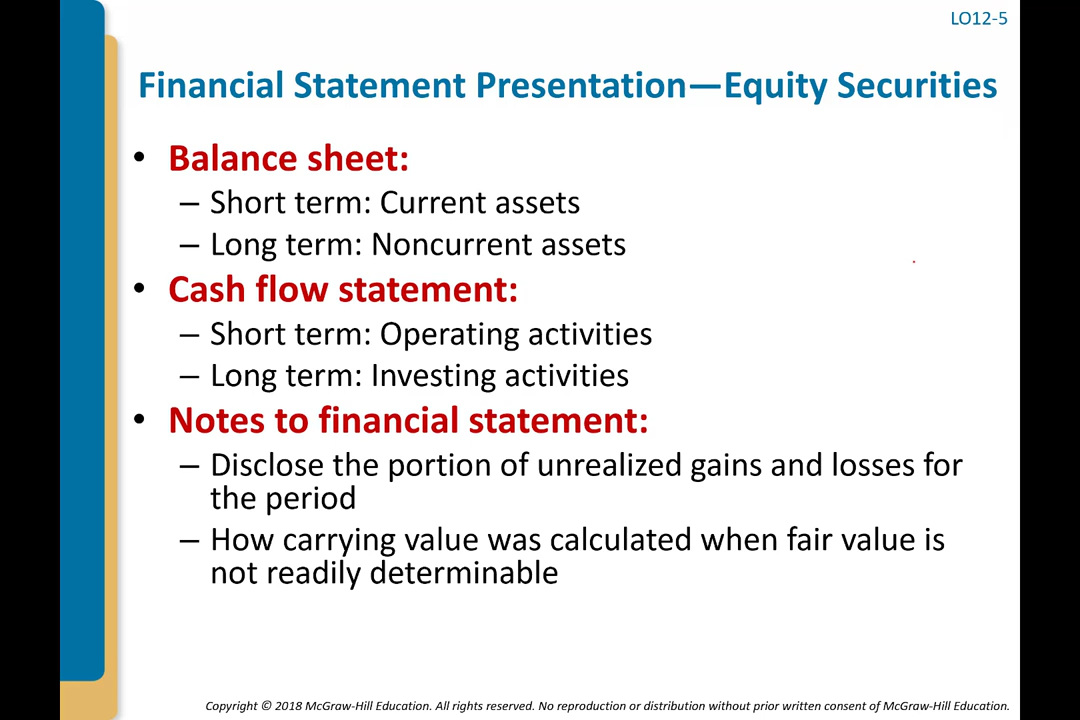 LO12-5
Financial Statement Presentation—Equity Securities
• Balance sheet:
– Short term: Current assets
– Long term: Noncurrent assets
• Cash flow statement:
– Short term: Operating activities
– Long term: Investing activities
• Notes to financial statement:
– Disclose the portion of unrealized gains and losses for
the period
– How carrying value was calculated when fair value is
not readily determinable
Copyright © 2018 McGraw-Hill Education. All rights reserved. No reproduction or distribution without prior written consent of McGraw-Hill Education.